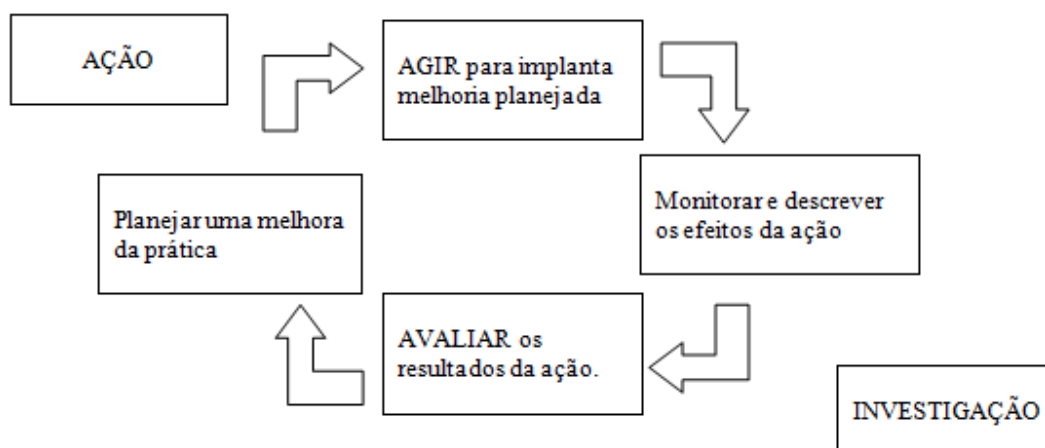 AÇÃO
AGIR para implanta
melhoria planejada
Monitorar e descrever
os efeitos da ação
Planejar uma melhora
da prática
AVALIAR os
resultados da ação.
INVESTIGAÇÃO